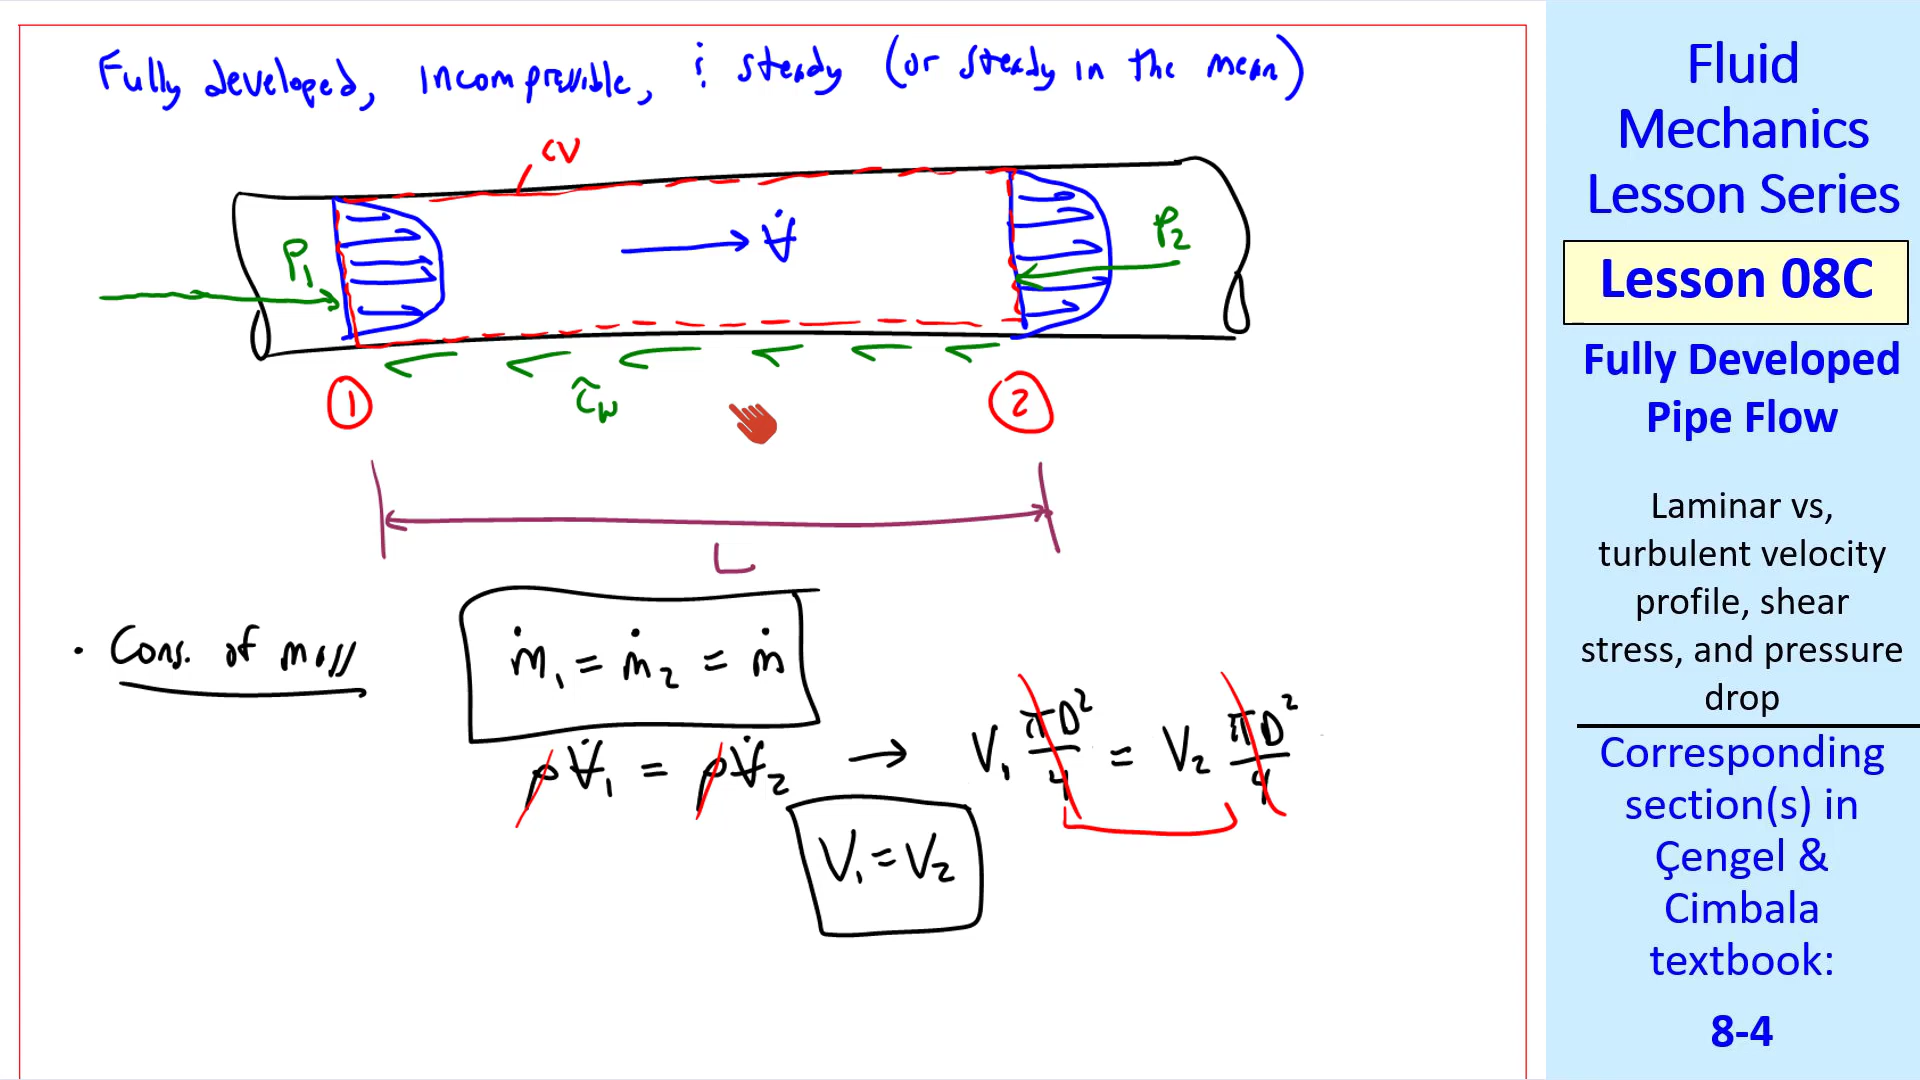 Fully developed, incompressible, & steady (or steady in the mean)
CV
P₁
V̇
P₂
τ_w
1
2
L
· Cons. of mass
ṁ₁ = ṁ₂ = ṁ
ρV̇₁ = ρV̇₂ → V₁ πD²/4 = V₂ πD²/4
V₁ = V₂
Fluid
Mechanics
Lesson Series
Lesson 08C
Fully Developed
Pipe Flow
Laminar vs,
turbulent velocity
profile, shear
stress, and pressure
drop
Corresponding
section(s) in
Çengel &
Cimbala
textbook:
8-4